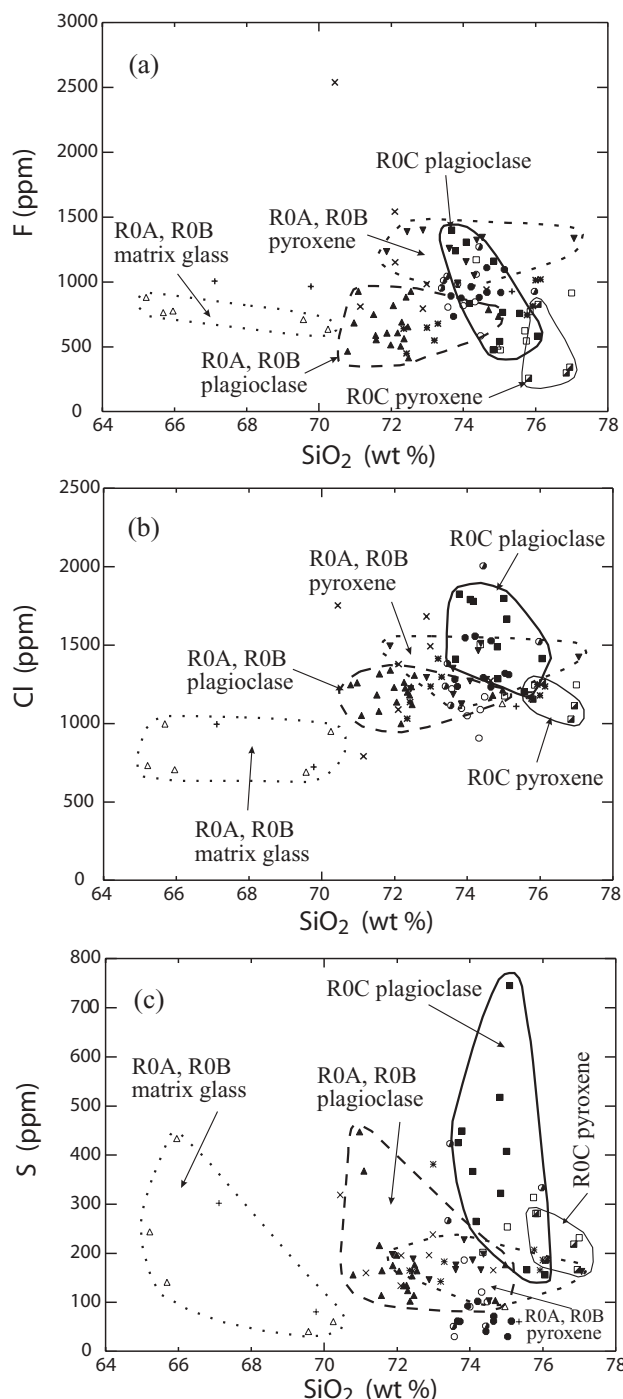 3000
(a)
2500
R0C plagioclase
2000
F (ppm)
R0A, R0B
pyroxene
R0A, R0B
matrix glass
1500
1000
500
R0A, R0B
plagioclase
R0C pyroxene
0
64 66 68 70 72 74 76 78
SiO2 (wt %)
2500
(b)
R0C plagioclase
2000
R0A, R0B
pyroxene
Cl (ppm)
1500
R0A, R0B
plagioclase
1000
R0C pyroxene
500
R0A, R0B
matrix glass
0
64 66 68 70 72 74 76 78
SiO2 (wt %)
800
(c)
R0C plagioclase
700
R0A, R0B
matrix glass
R0A, R0B
plagioclase
600
R0C pyroxene
500
S (ppm)
400
300
200
100
R0A, R0B
pyroxene
0
64 66 68 70 72 74 76 78
SiO2 (wt %)